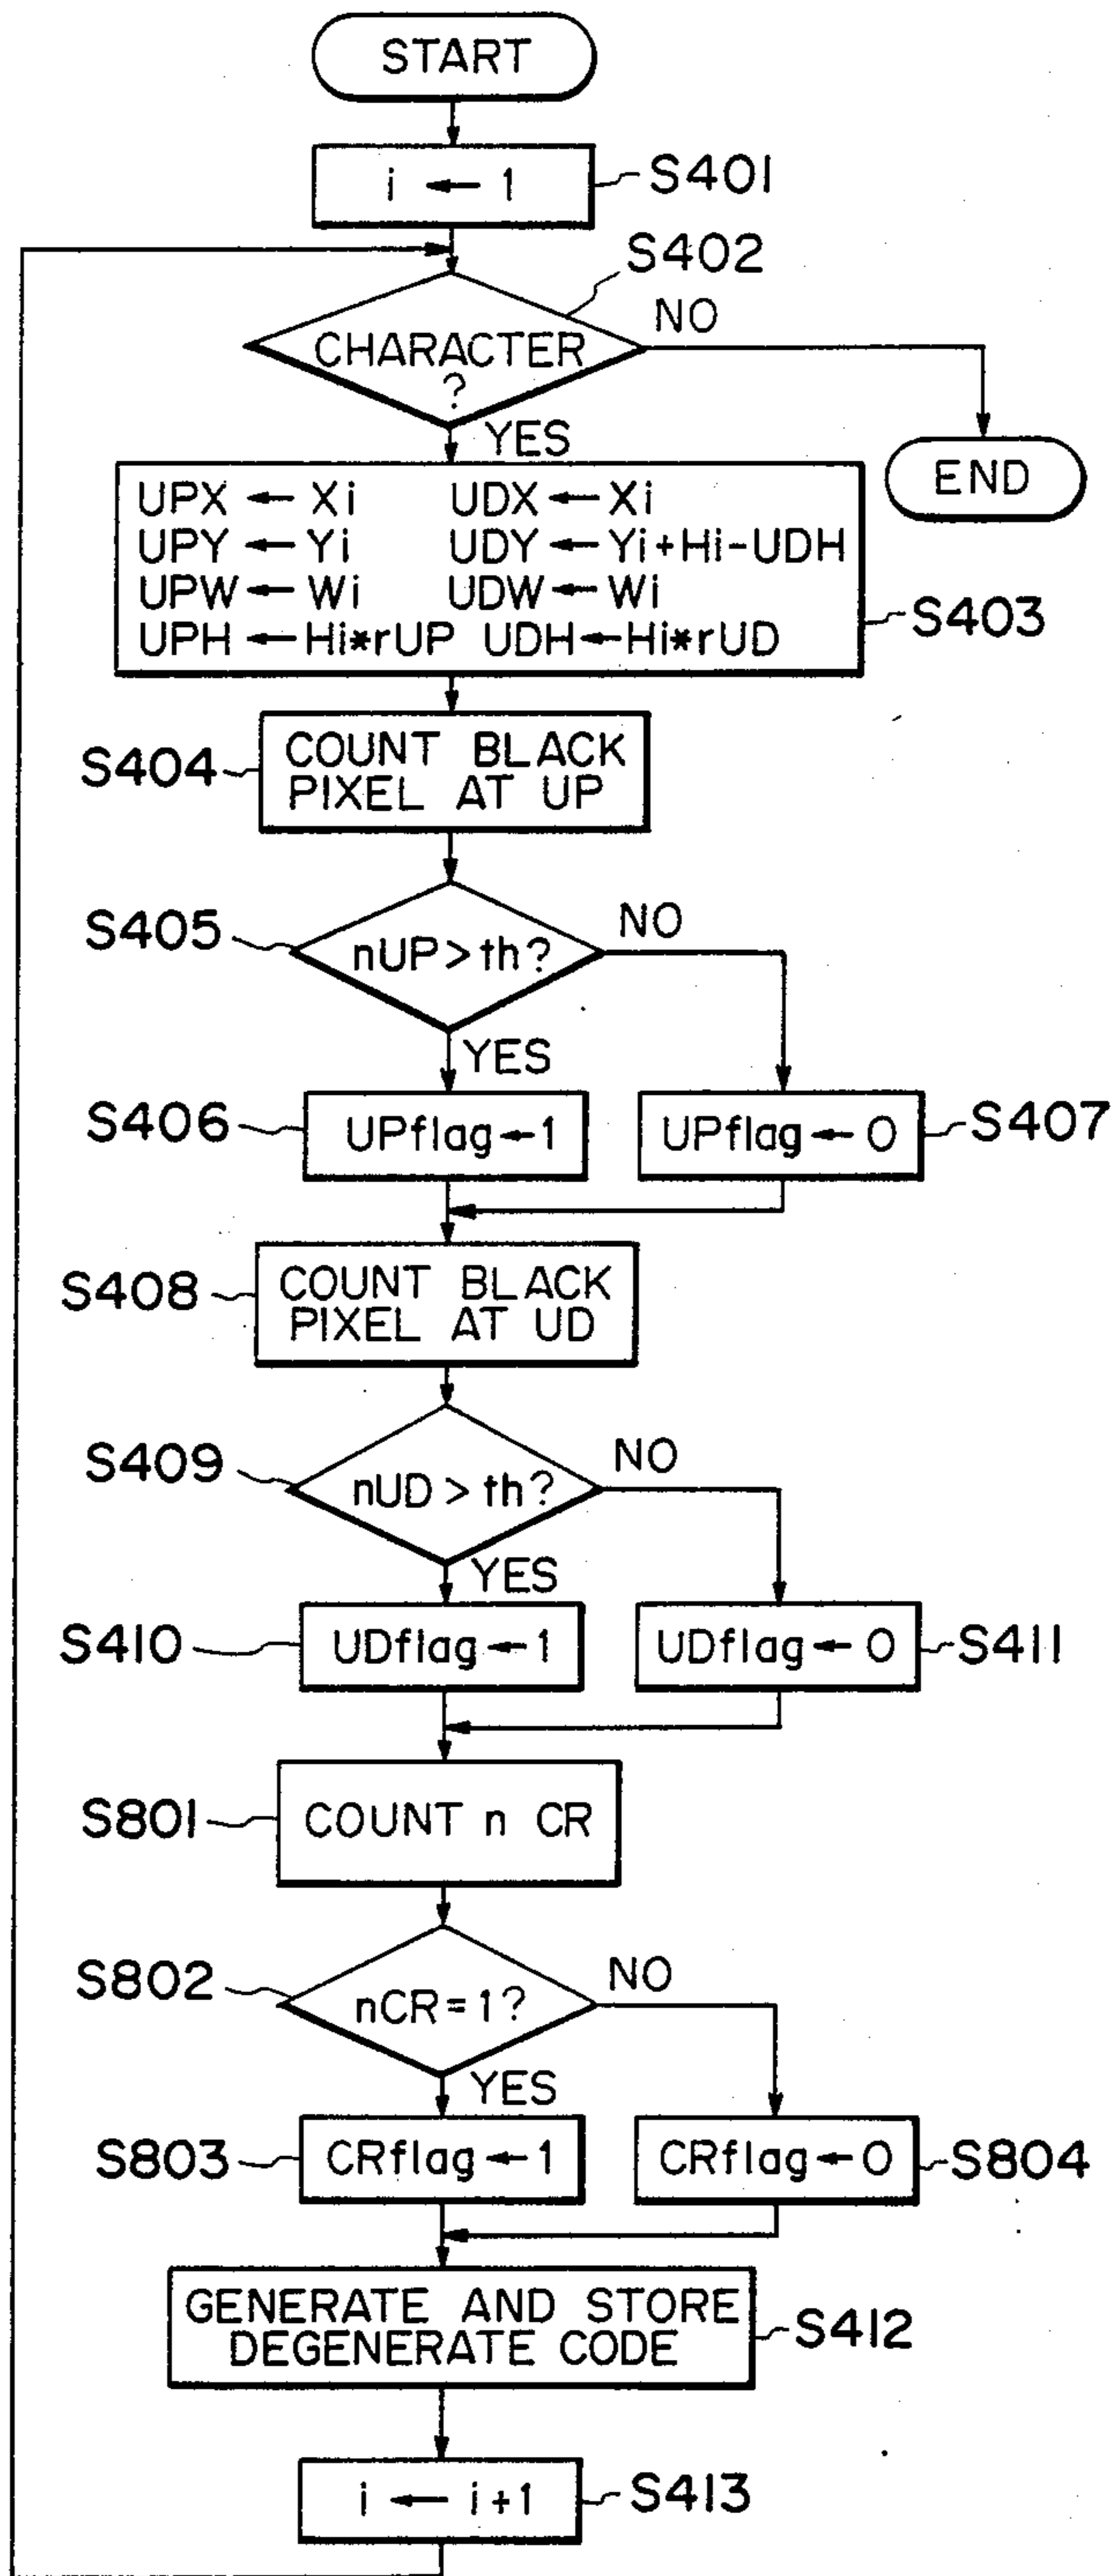 START
i ← 1
S401
S402
CHARACTER
?
NO
YES
END
UPX ← Xi UDX ← Xi
UPY ← Yi UDY ← Yi+Hi-UDH
UPW ← Wi UDW ← Wi
UPH ← Hi*rUP UDH ← Hi*rUD
S403
S404
COUNT BLACK
PIXEL AT UP
S405
nUP > th?
NO
YES
S406
UPflag ← 1
UPflag ← 0
S407
S408
COUNT BLACK
PIXEL AT UD
S409
nUD > th?
NO
YES
S410
UDflag ← 1
UDflag ← 0
S411
S801
COUNT n CR
S802
nCR = 1?
NO
YES
S803
CRflag ← 1
CRflag ← 0
S804
GENERATE AND STORE
DEGENERATE CODE
S412
i ← i+1
S413